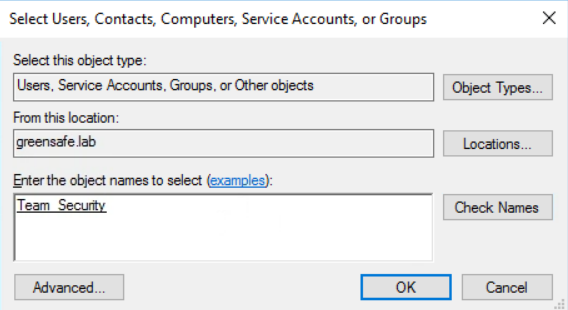 Select Users, Contacts, Computers, Service Accounts, or Groups
Select this object type:
Users, Service Accounts, Groups, or Other objects
Object Types...
From this location:
greensafe.lab
Locations...
Enter the object names to select (examples):
Team_Security
Check Names
Advanced...
OK
Cancel